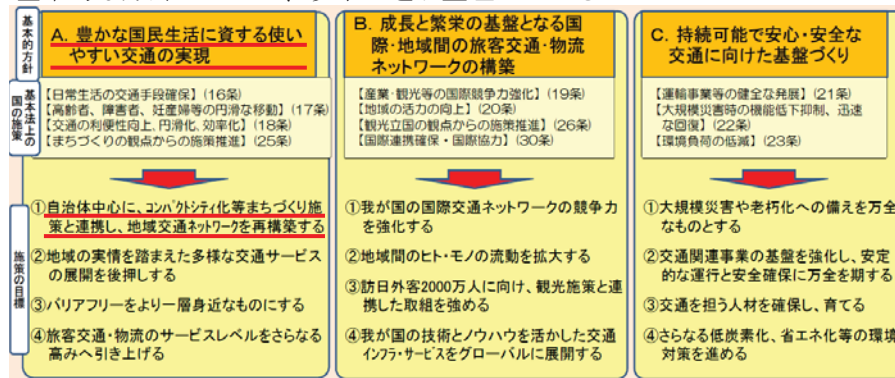 基本的方針
A. 豊かな国民生活に資する使い
やすい交通の実現
B. 成長と繁栄の基盤となる国
際・地域間の旅客交通・物流
ネットワークの構築
C. 持続可能で安心・安全な
交通に向けた基盤づくり
基本法上の
国の施策
【日常生活の交通手段確保】(16条)
【高齢者、障害者、妊産婦等の円滑な移動】(17条)
【交通の利便性向上、円滑化、効率化】(18条)
【まちづくりの観点からの施策推進】(25条)
【産業・観光等の国際競争力強化】(19条)
【地域の活力の向上】(20条)
【観光立国の観点からの施策推進】(26条)
【国際連携確保・国際協力】(30条)
【運輸事業等の健全な発展】(21条)
【大規模災害時の機能低下抑制、迅速
な回復】(22条)
【環境負荷の低減】(23条)
施策の目標
①自治体中心に、コンパクトシティ化等まちづくり施
策と連携し、地域交通ネットワークを再構築する
②地域の実情を踏まえた多様な交通サービス
の展開を後押しする
③バリアフリーをより一層身近なものにする
④旅客交通・物流のサービスレベルをさらなる
高みへ引き上げる
①我が国の国際交通ネットワークの競争力
を強化する
②地域間のヒト・モノの流動を拡大する
③訪日外客2000万人に向け、観光施策と連
携した取組を強める
④我が国の技術とノウハウを活かした交通
インフラ・サービスをグローバルに展開する
①大規模災害や老朽化への備えを万全
なものとする
②交通関連事業の基盤を強化し、安定
的な運行と安全確保に万全を期する
③交通を担う人材を確保し、育てる
④さらなる低炭素化、省エネ化等の環境
対策を進める